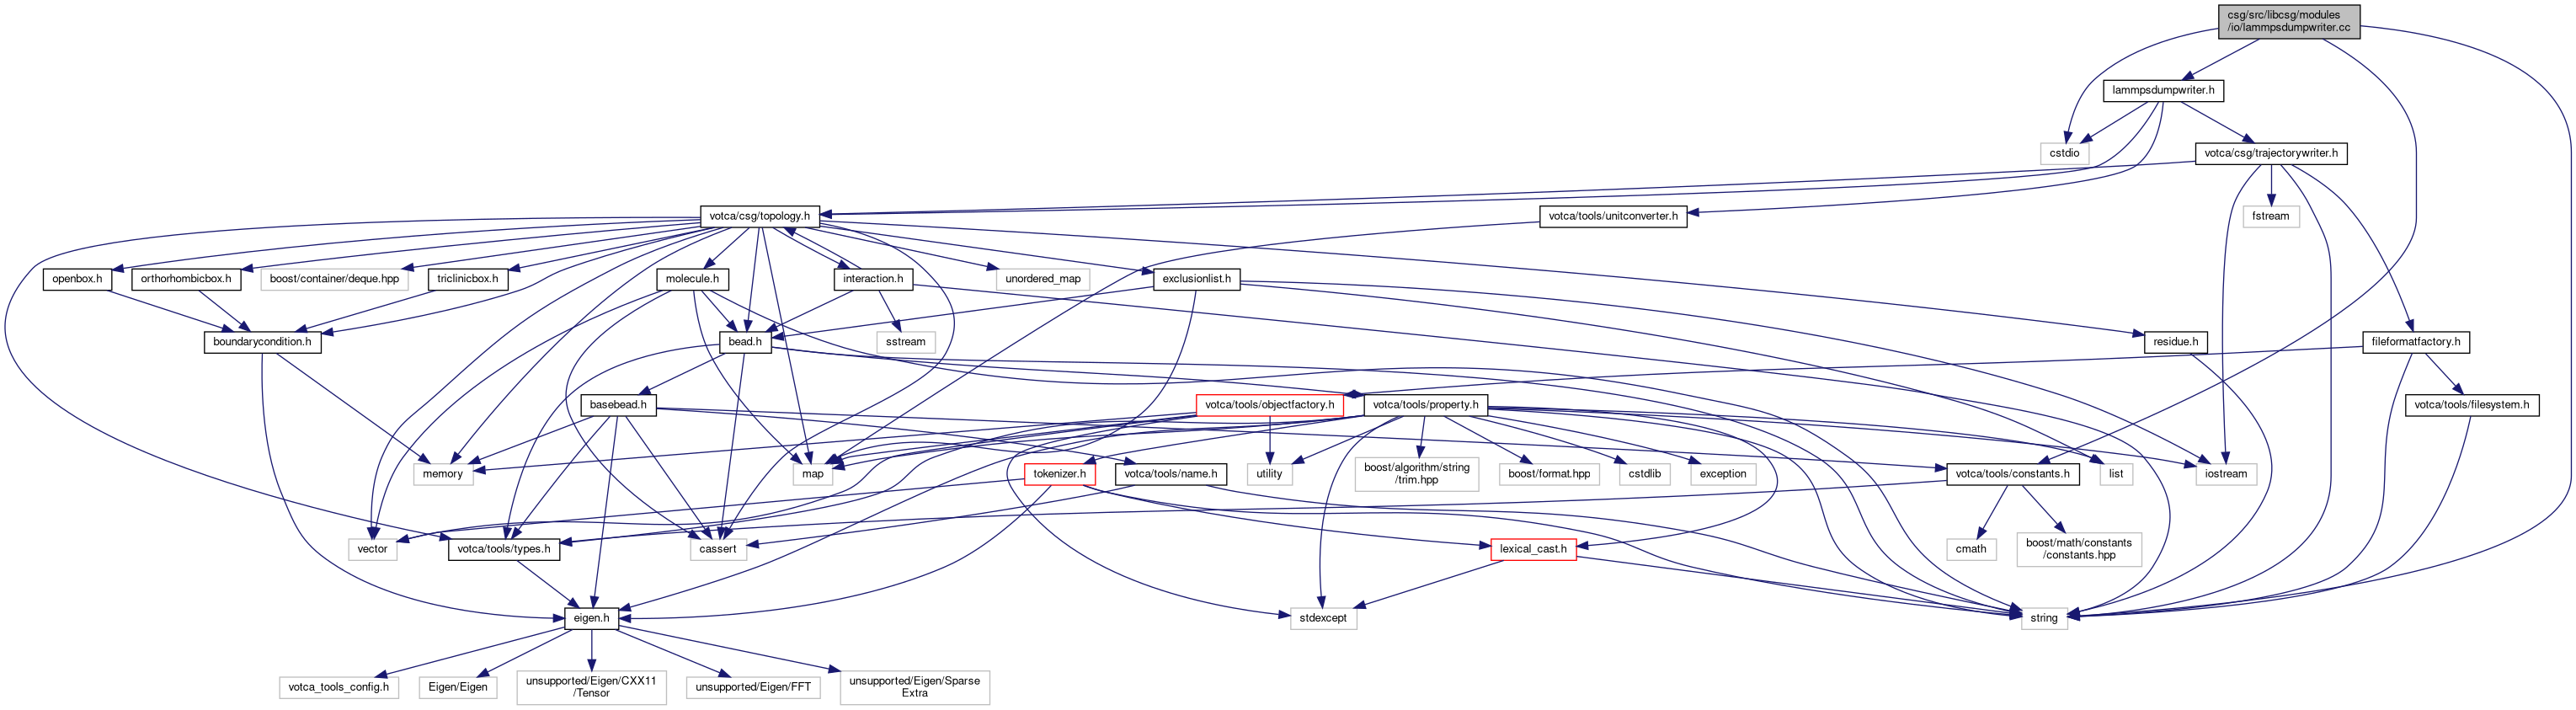 csg/src/libcsg/modules
/io/lammpsdumpwriter.cc
lammpsdumpwriter.h
cstdio
votca/csg/trajectorywriter.h
votca/csg/topology.h
votca/tools/unitconverter.h
fstream
openbox.h
orthorhombicbox.h
boost/container/deque.hpp
triclinicbox.h
molecule.h
interaction.h
unordered_map
exclusionlist.h
boundarycondition.h
bead.h
sstream
residue.h
fileformatfactory.h
basebead.h
votca/tools/objectfactory.h
votca/tools/property.h
votca/tools/filesystem.h
memory
map
tokenizer.h
votca/tools/name.h
utility
boost/algorithm/string
/trim.hpp
boost/format.hpp
cstdlib
exception
votca/tools/constants.h
list
iostream
vector
votca/tools/types.h
cassert
lexical_cast.h
cmath
boost/math/constants
/constants.hpp
eigen.h
stdexcept
string
votca_tools_config.h
Eigen/Eigen
unsupported/Eigen/CXX11
/Tensor
unsupported/Eigen/FFT
unsupported/Eigen/Sparse
Extra